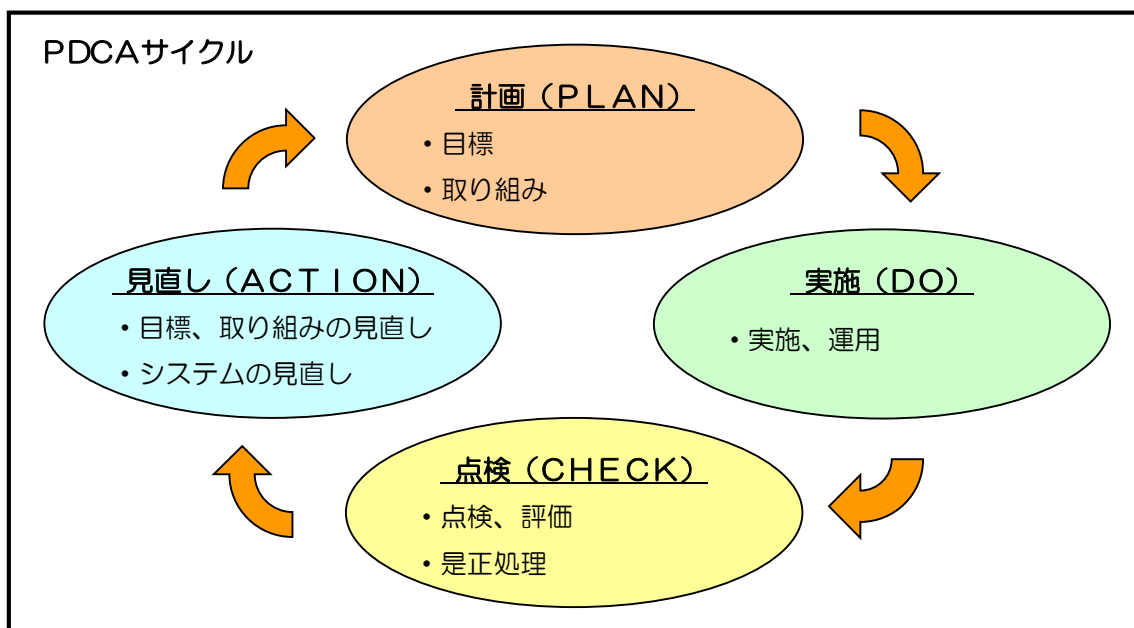 PDCAサイクル
計画（ＰＬＡＮ）
・目標
・取り組み
実施（ＤＯ）
・実施、運用
点検（ＣＨＥＣＫ）
・点検、評価
・是正処理
見直し（ＡＣＴＩＯＮ）
・目標、取り組みの見直し
・システムの見直し